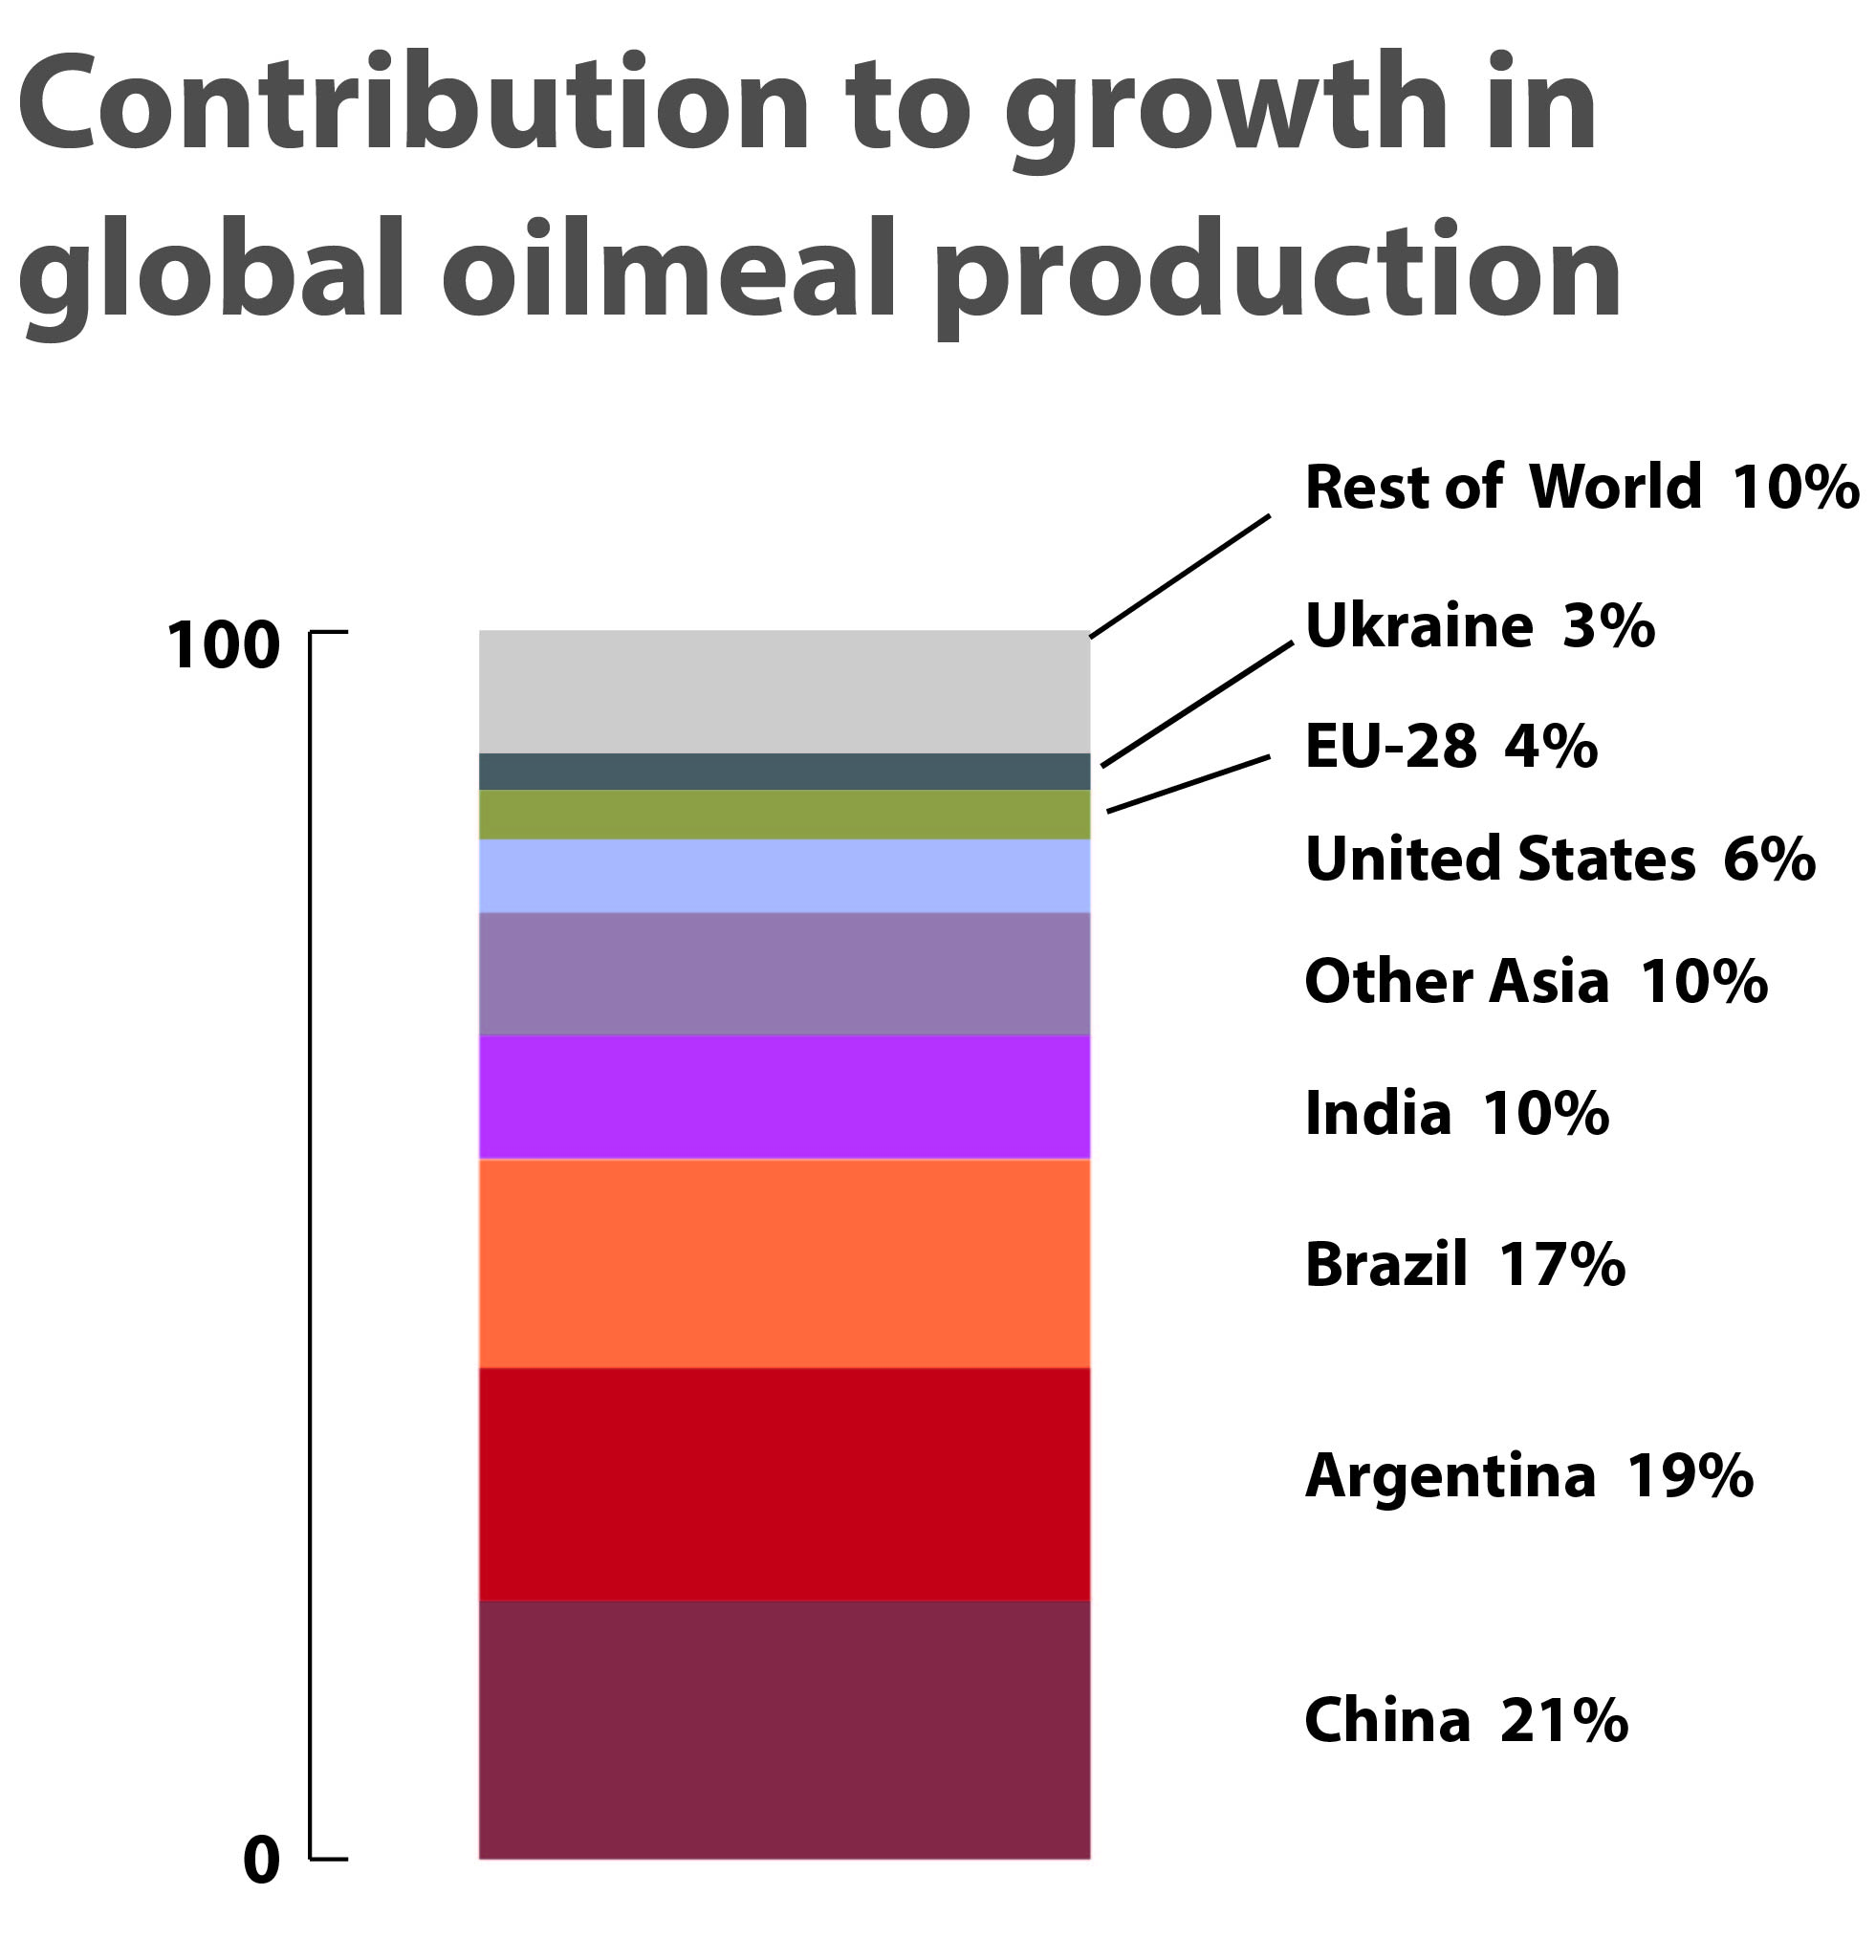 Contribution to growth in
global oilmeal production
Rest of World 10%
Ukraine 3%
100
EU-28 4%
United States 6%
Other Asia 10%
India 10%
Brazil 17%
Argentina 19%
China 21%
0